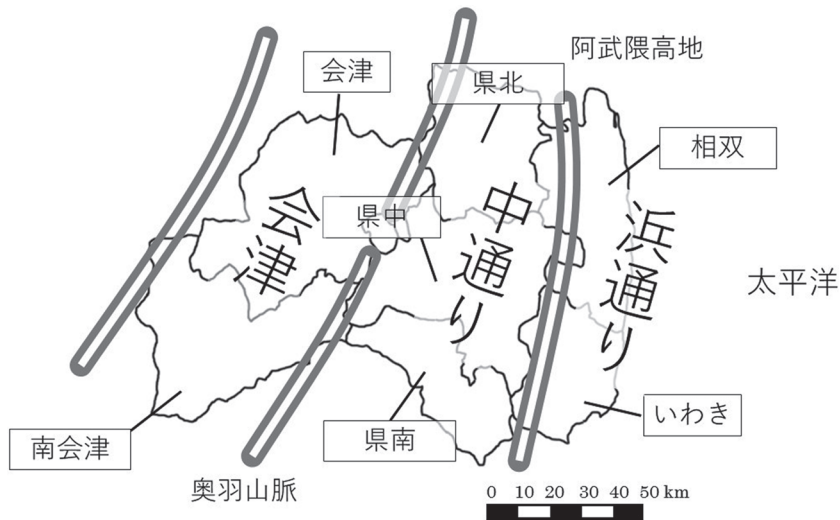 阿武隈高地
会津
県北
相双
県中
会津
中通り
浜通り
太平洋
いわき
南会津
県南
奥羽山脈
0 10 20 30 40 50 km